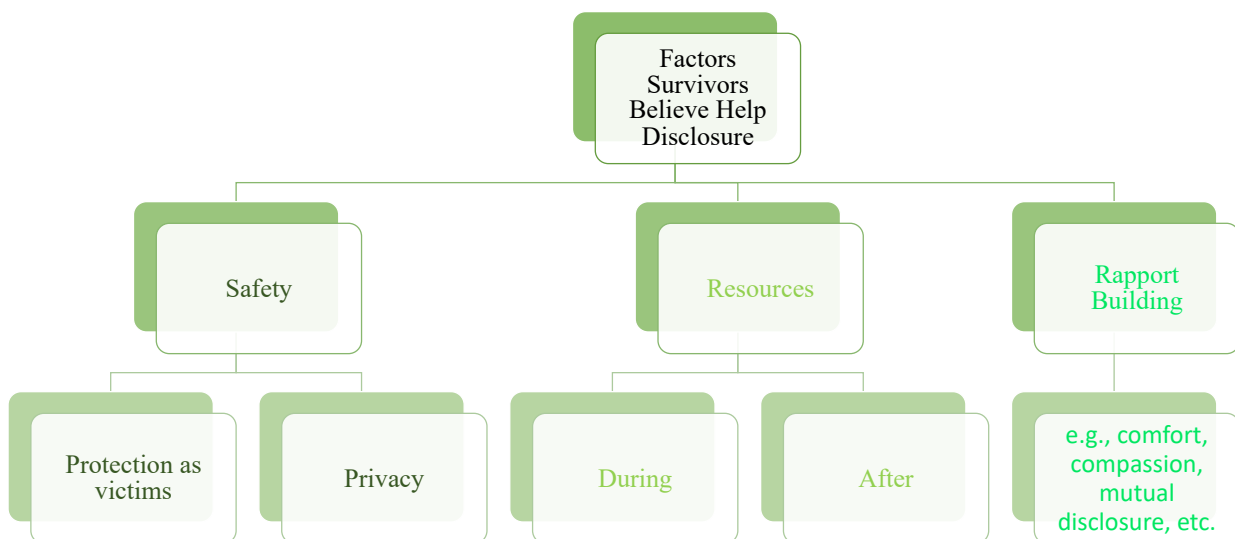 Factors
Survivors
Believe Help
Disclosure
Safety
Resources
Rapport
Building
Protection as
victims
Privacy
During
After
e.g., comfort,
compassion,
mutual
disclosure, etc.